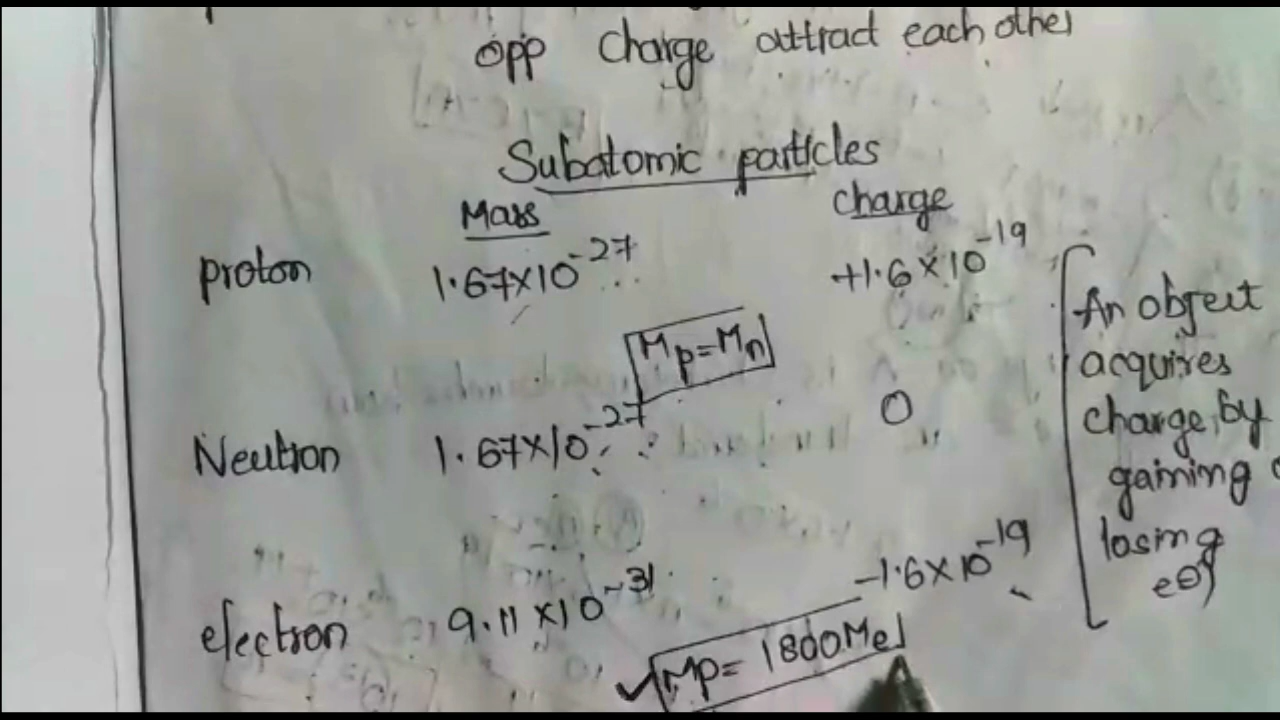 opp charge attract each other
Subatomic particles
Mass charge
proton 1.67×10⁻²⁷ +1.6×10⁻¹⁹
Mp=Mn
Neutron 1.67×10⁻²⁷ 0
electron 9.11×10⁻³¹ -1.6×10⁻¹⁹
✓ Mp= 1800Me
An object
acquires
charge by
gaining
losing
e⊖s